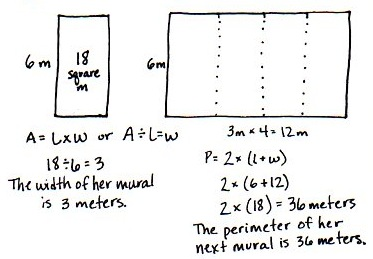 6 m
18
square
m
6m
A = L×W or A÷L=W
18÷6 = 3
The width of her mural
is 3 meters.
3m × 4 = 12m
P= 2× (l+w)
2× (6+12)
2× (18) = 36 meters
The perimeter of her
next mural is 36 meters.